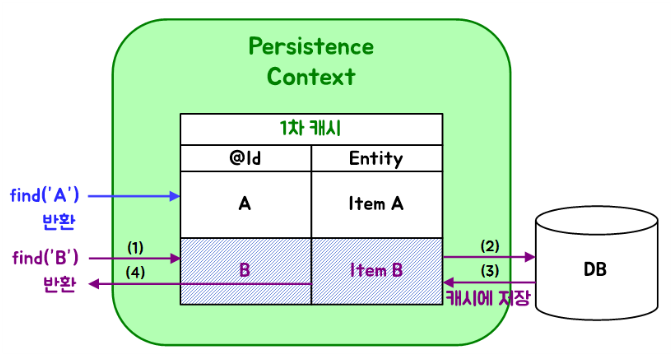 Persistence
Context
1차 캐시
@Id Entity
find('A')
반환
A Item A
find('B')
반환
(1)
(4)
B Item B
(2)
(3)
캐시에 저장
DB